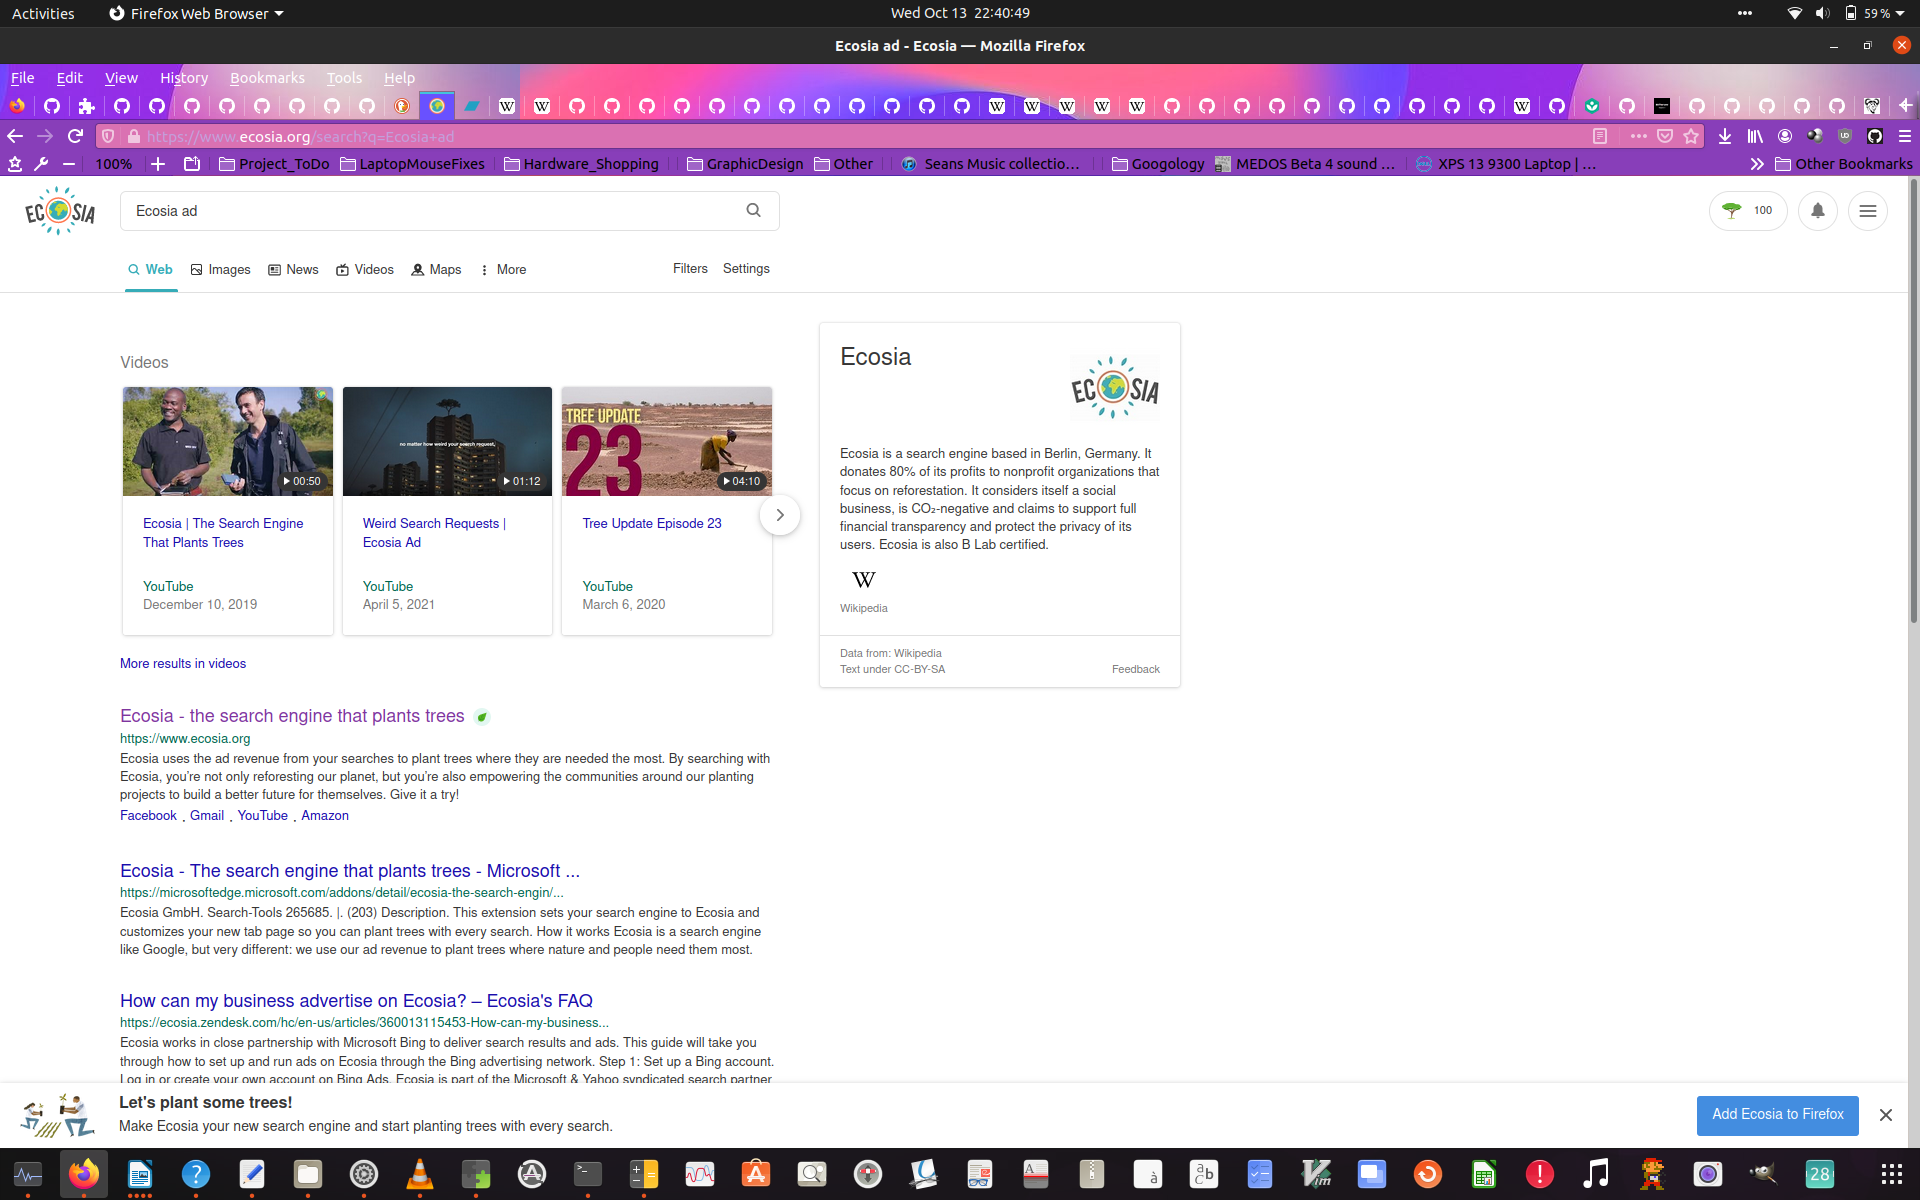 Activities
Firefox Web Browser
Wed Oct 13 22:40:49
59 %
Ecosia ad - Ecosia — Mozilla Firefox
File Edit View History Bookmarks Tools Help
https://www.ecosia.org/search?q=Ecosia+ad
100%
Project_ToDo
LaptopMouseFixes
Hardware_Shopping
GraphicDesign
Other
Seans Music collectio…
Googology
MEDOS Beta 4 sound …
XPS 13 9300 Laptop | …
Other Bookmarks
ECOSIA
Ecosia ad
100
Web
Images
News
Videos
Maps
More
Filters
Settings
Videos
00:50
Ecosia | The Search Engine
That Plants Trees
YouTube
December 10, 2019
no matter how weird your search request,
01:12
Weird Search Requests |
Ecosia Ad
YouTube
April 5, 2021
TREE UPDATE
23
04:10
Tree Update Episode 23
YouTube
March 6, 2020
More results in videos
Ecosia
ECOSIA
Ecosia is a search engine based in Berlin, Germany. It
donates 80% of its profits to nonprofit organizations that
focus on reforestation. It considers itself a social
business, is CO₂-negative and claims to support full
financial transparency and protect the privacy of its
users. Ecosia is also B Lab certified.
W
Wikipedia
Data from: Wikipedia
Text under CC-BY-SA
Feedback
Ecosia - the search engine that plants trees
https://www.ecosia.org
Ecosia uses the ad revenue from your searches to plant trees where they are needed the most. By searching with
Ecosia, you’re not only reforesting our planet, but you’re also empowering the communities around our planting
projects to build a better future for themselves. Give it a try!
Facebook . Gmail . YouTube . Amazon
Ecosia - The search engine that plants trees - Microsoft ...
https://microsoftedge.microsoft.com/addons/detail/ecosia-the-search-engin/...
Ecosia GmbH. Search-Tools 265685. |. (203) Description. This extension sets your search engine to Ecosia and
customizes your new tab page so you can plant trees with every search. How it works Ecosia is a search engine
like Google, but very different: we use our ad revenue to plant trees where nature and people need them most.
How can my business advertise on Ecosia? – Ecosia's FAQ
https://ecosia.zendesk.com/hc/en-us/articles/360013115453-How-can-my-business...
Ecosia works in close partnership with Microsoft Bing to deliver search results and ads. This guide will take you
through how to set up and run ads on Ecosia through the Bing advertising network. Step 1: Set up a Bing account.
Log in or create your own account on Bing Ads. Ecosia is part of the Microsoft & Yahoo syndicated search partner
Let's plant some trees!
Make Ecosia your new search engine and start planting trees with every search.
Add Ecosia to Firefox
28